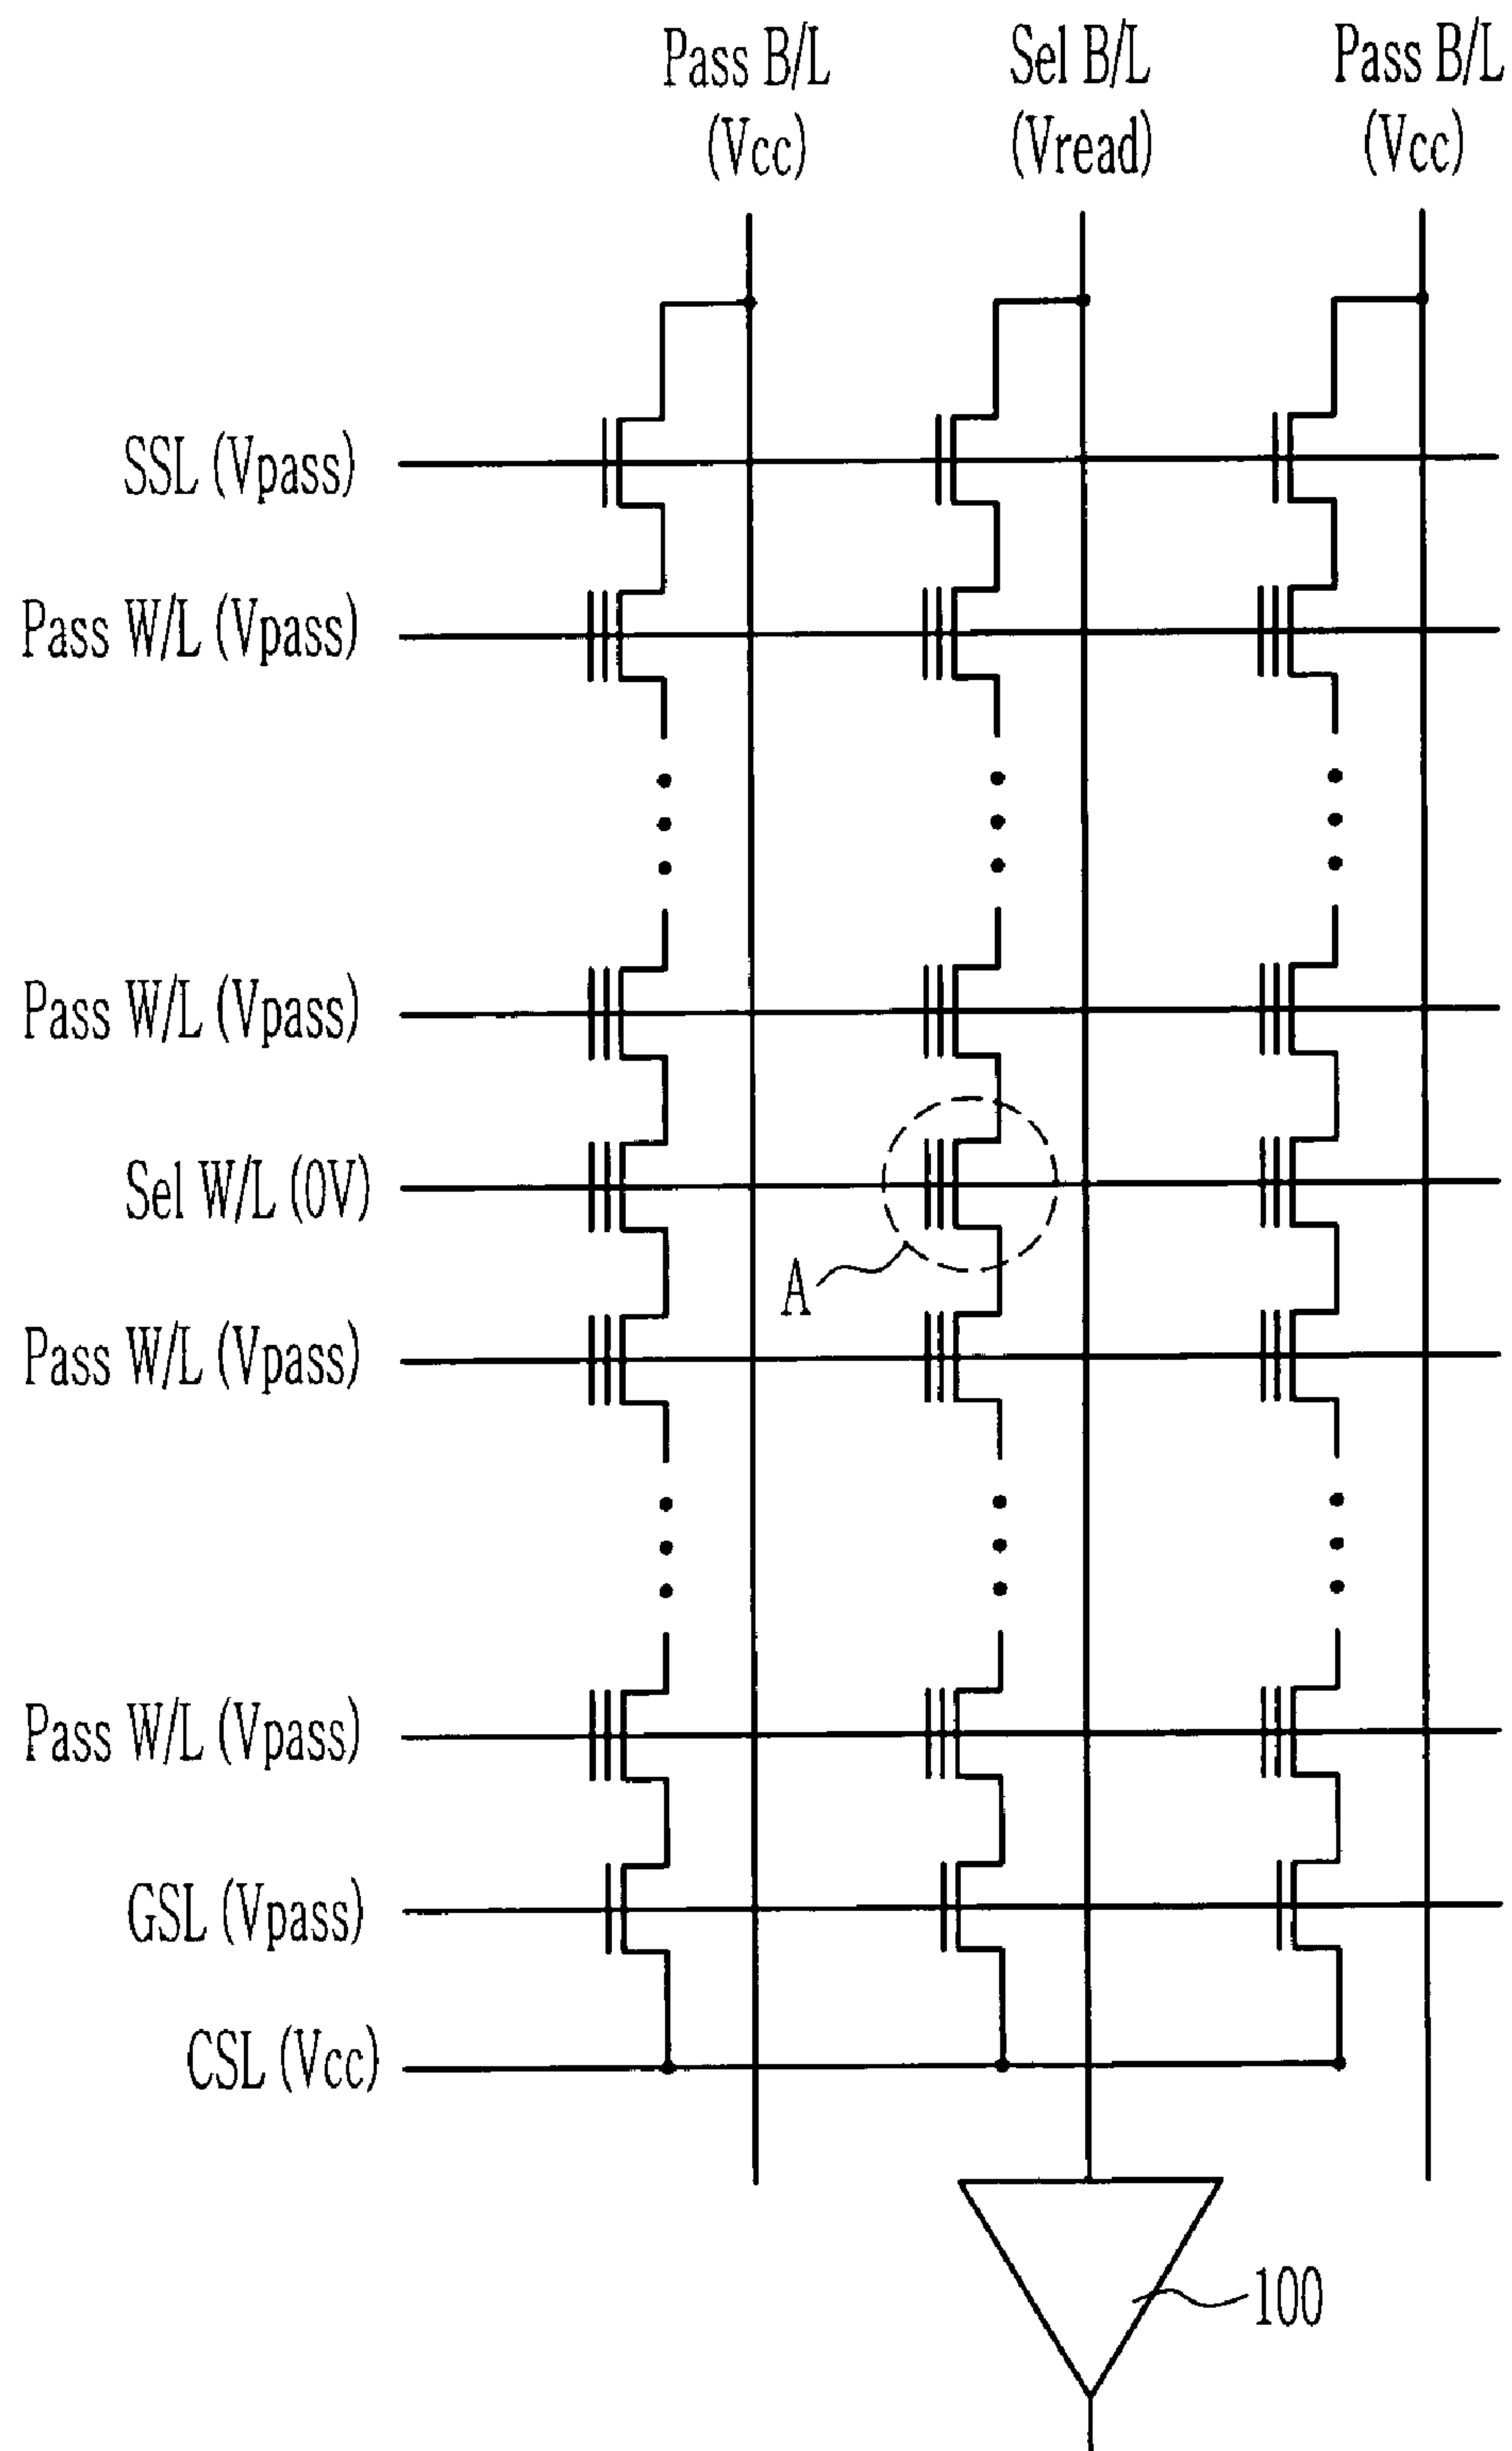 Pass B/L
(Vcc)
Sel B/L
(Vread)
Pass B/L
(Vcc)
SSL (Vpass)
Pass W/L (Vpass)
Pass W/L (Vpass)
Sel W/L (0V)
A
Pass W/L (Vpass)
Pass W/L (Vpass)
GSL (Vpass)
CSL (Vcc)
100